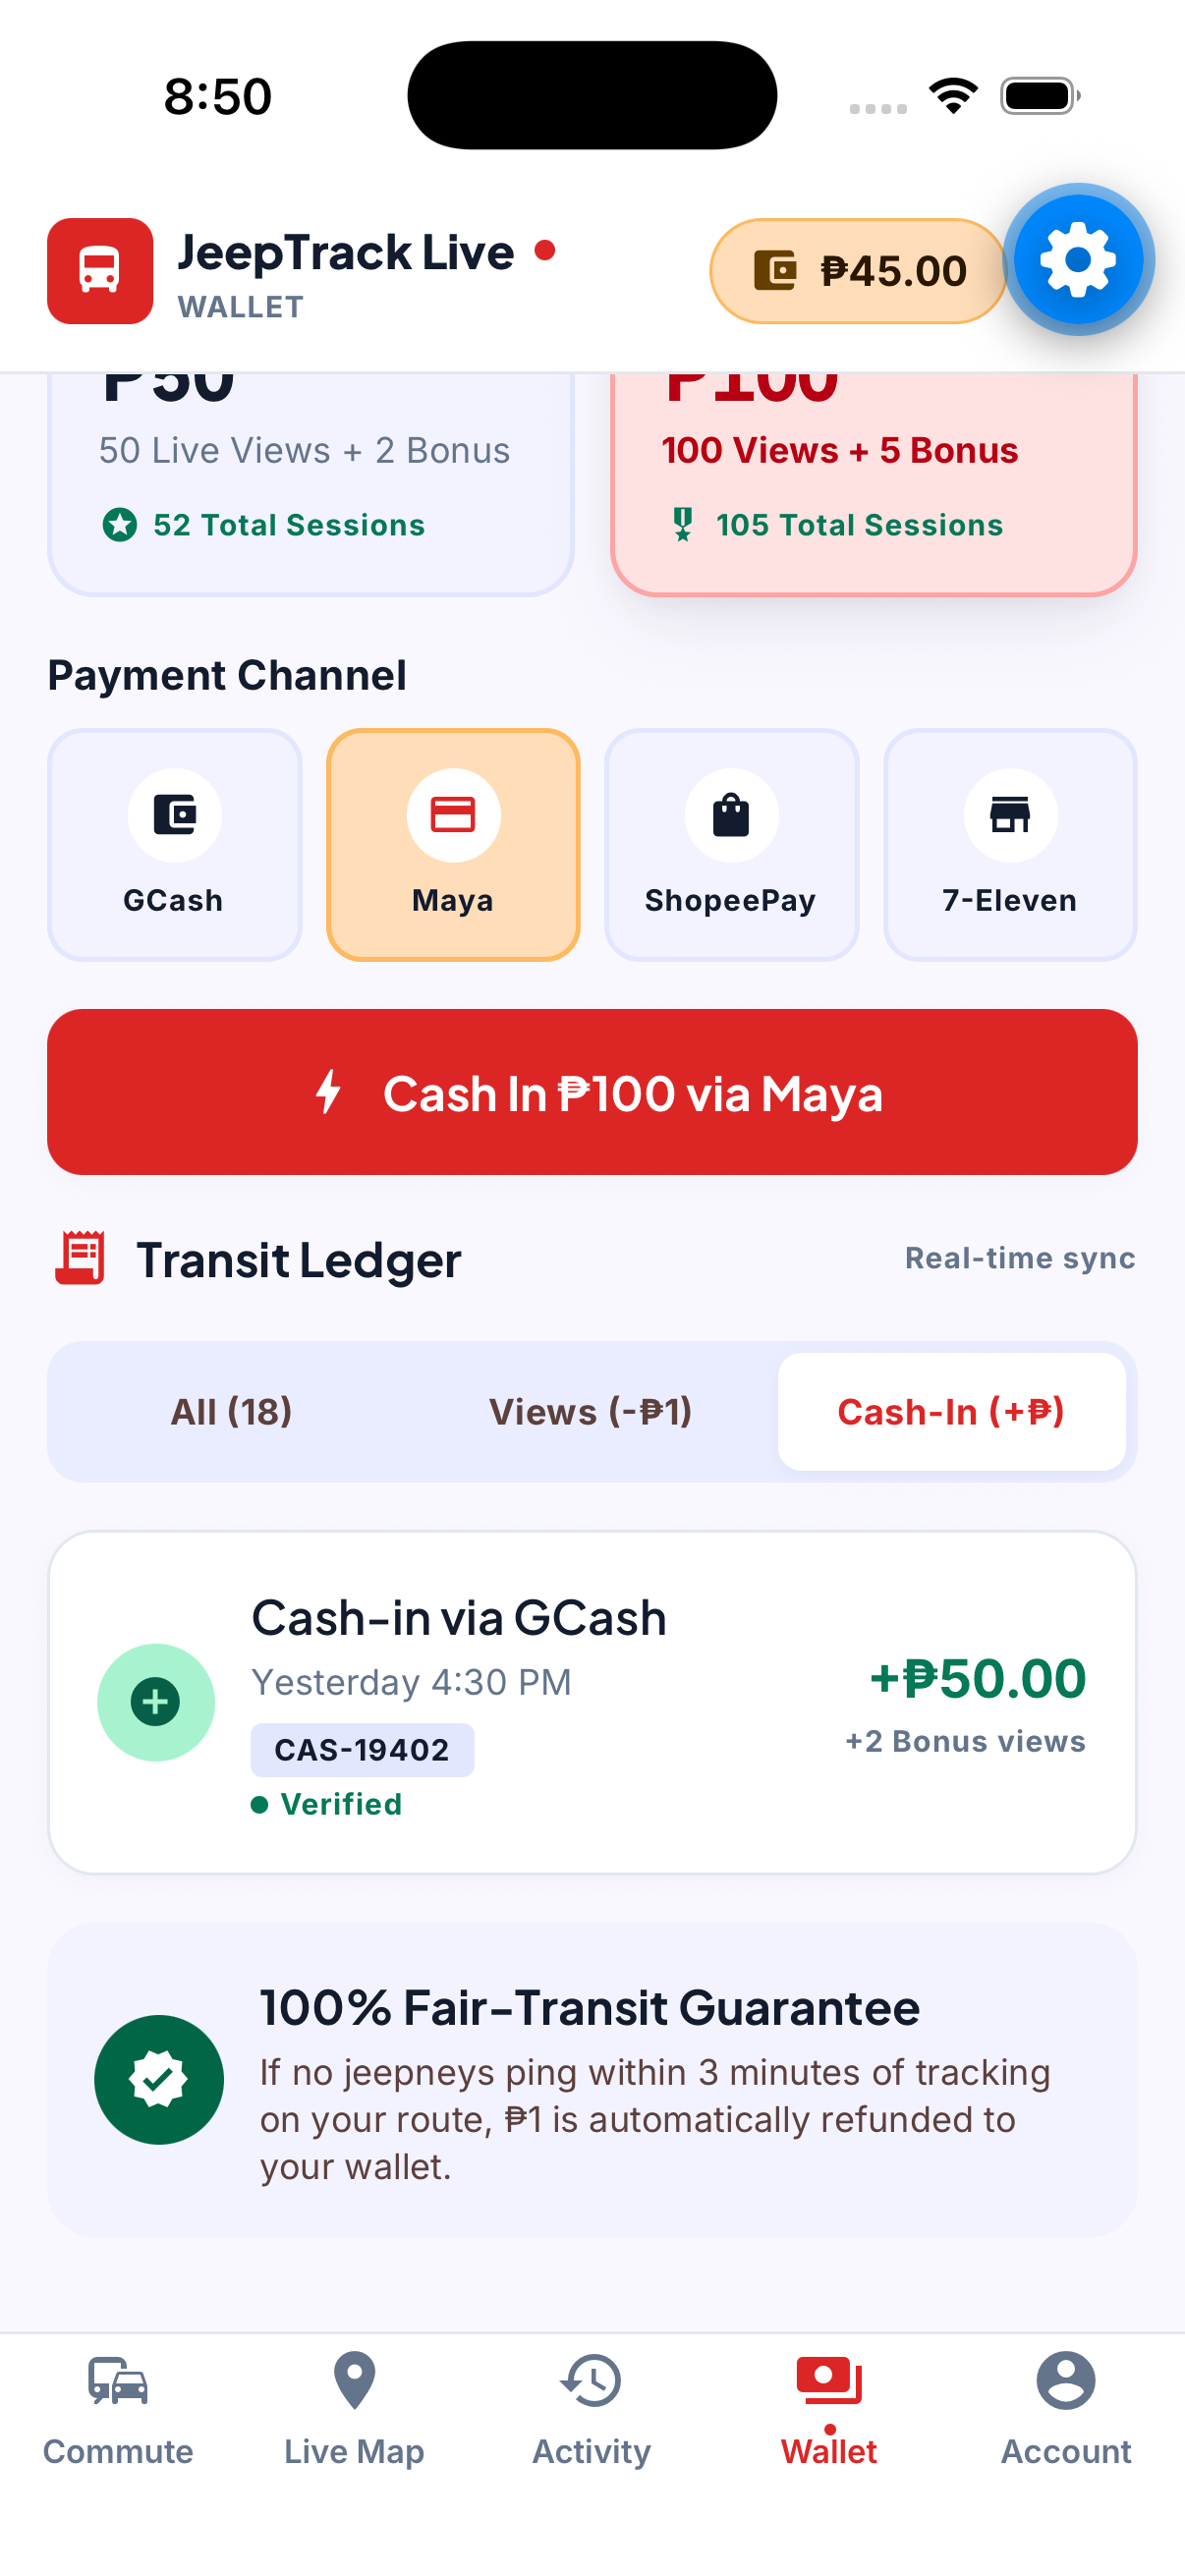 8:50
JeepTrack Live
WALLET
₱45.00
₱50
₱100
50 Live Views + 2 Bonus
100 Views + 5 Bonus
52 Total Sessions
105 Total Sessions
Payment Channel
GCash
Maya
ShopeePay
7-Eleven
Cash In ₱100 via Maya
Transit Ledger
Real-time sync
All (18)
Views (-₱1)
Cash-In (+₱)
Cash-in via GCash
Yesterday 4:30 PM
+₱50.00
CAS-19402
+2 Bonus views
Verified
100% Fair-Transit Guarantee
If no jeepneys ping within 3 minutes of tracking
on your route, ₱1 is automatically refunded to
your wallet.
Commute
Live Map
Activity
Wallet
Account